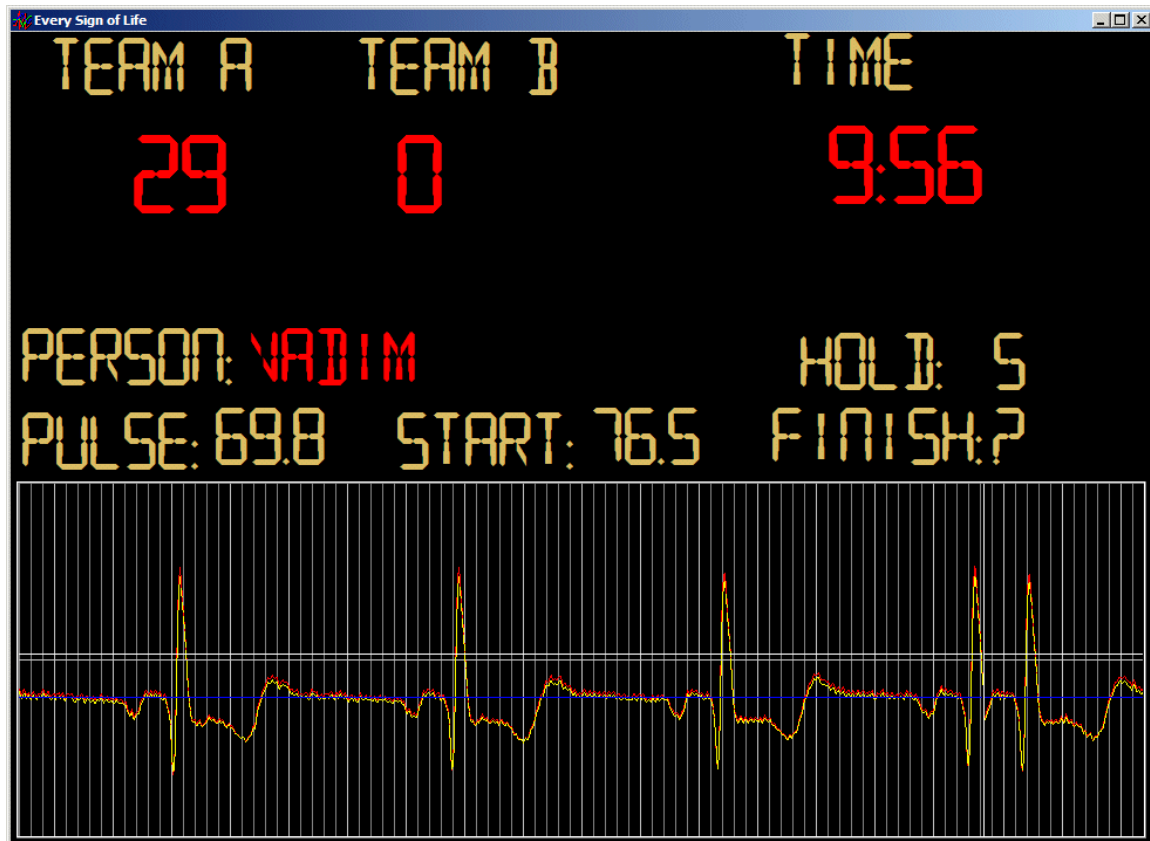 Every Sign of Life
TEAM A TEAM B TIME
29 0 9:56
PERSON: VADIM HOLD: 5
PULSE: 69.8 START: 76.5 FINISH:?